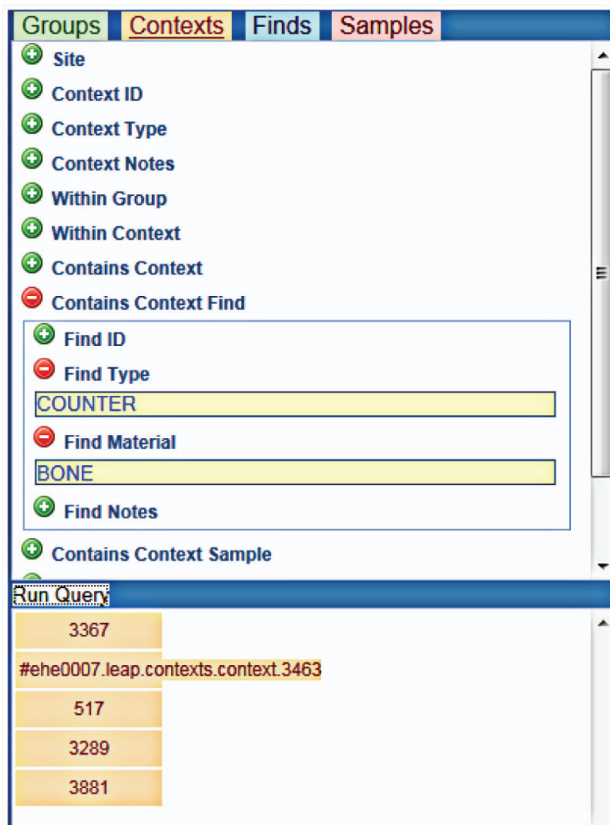 Groups Contexts Finds Samples
Site
Context ID
Context Type
Context Notes
Within Group
Within Context
Contains Context
Contains Context Find
Find ID
Find Type
COUNTER
Find Material
BONE
Find Notes
Contains Context Sample
Run Query
3367
#ehe0007.leap.contexts.context.3463
517
3289
3881